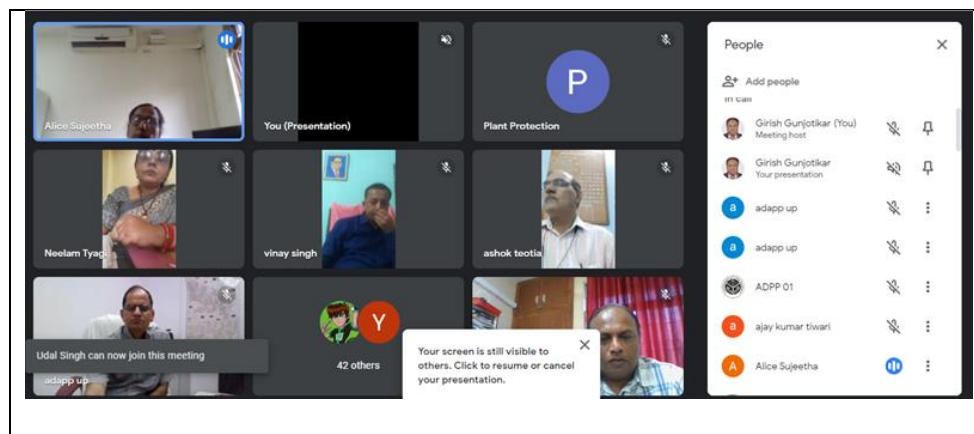 Alice Sujeetha
You (Presentation)
P
Plant Protection
Neelam Tyagi
vinay singh
ashok teotia
Udal Singh can now join this meeting
adapp up
Y
42 others
Your screen is still visible to
others. Click to resume or cancel
your presentation.
People
Add people
In call
Girish Gunjotikar (You)
Meeting host
Girish Gunjotikar
Your presentation
a
adapp up
a
adapp up
ADPP 01
a
ajay kumar tiwari
A
Alice Sujeetha